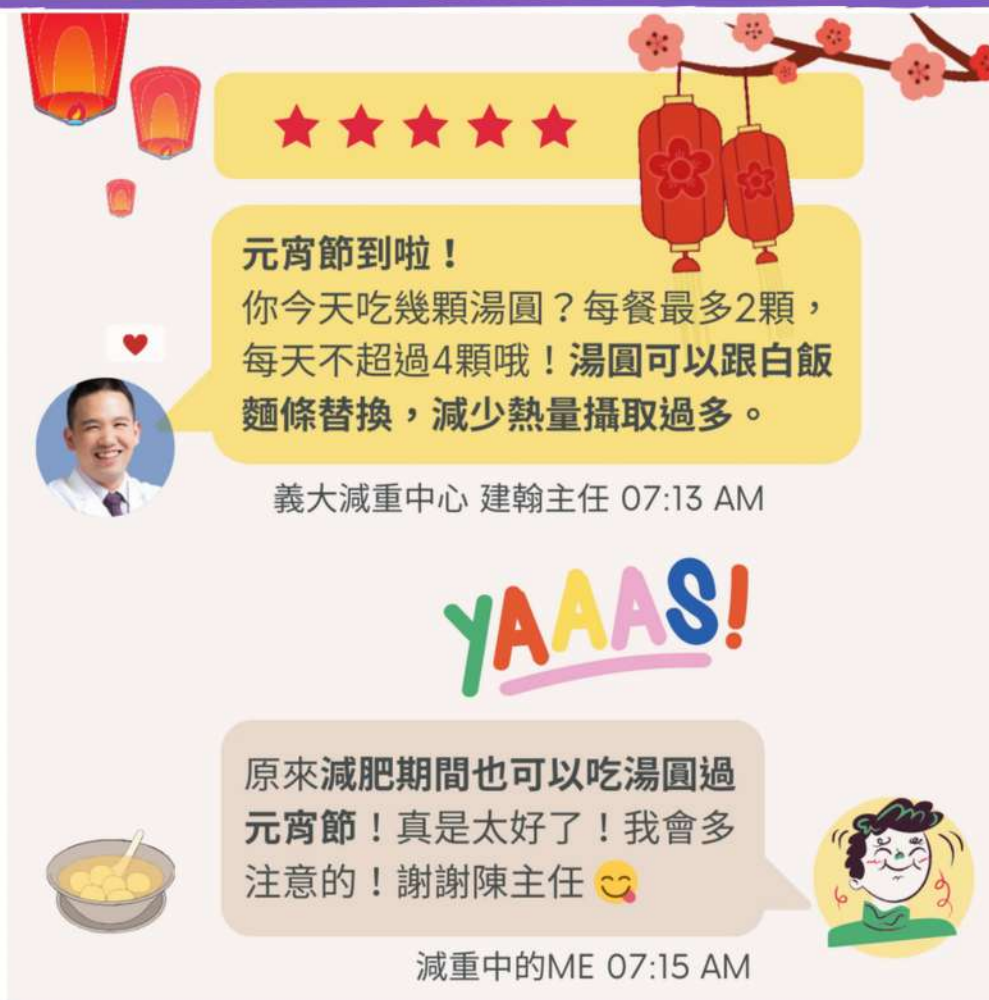 元宵節到啦！
你今天吃幾顆湯圓？每餐最多2顆，
每天不超過4顆哦！湯圓可以跟白飯
麵條替換，減少熱量攝取過多。
義大減重中心 建翰主任 07:13 AM
YAAAS!
原來減肥期間也可以吃湯圓過
元宵節！真是太好了！我會多
注意的！謝謝陳主任😋
減重中的ME 07:15 AM